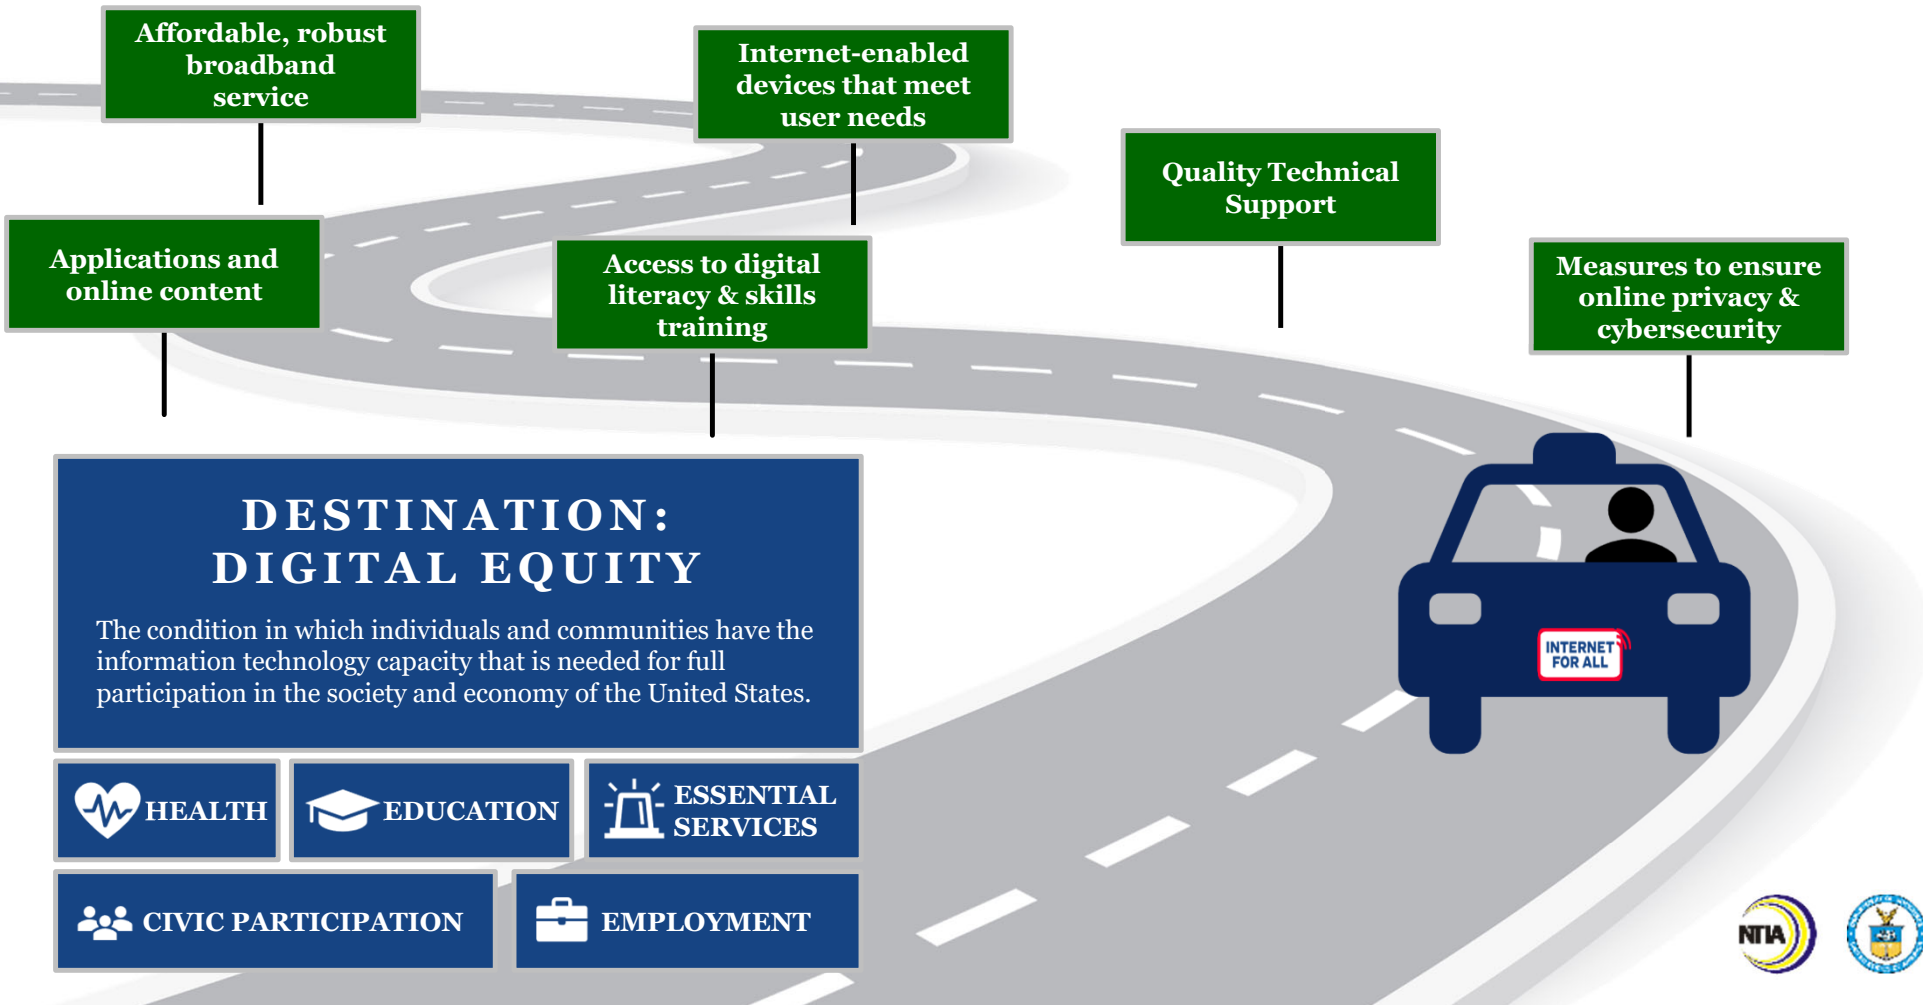 Affordable, robust
broadband
service
Internet-enabled
devices that meet
user needs
Quality Technical
Support
Applications and
online content
Access to digital
literacy & skills
training
Measures to ensure
online privacy &
cybersecurity
DESTINATION:
DIGITAL EQUITY
The condition in which individuals and communities have the
information technology capacity that is needed for full
participation in the society and economy of the United States.
HEALTH
EDUCATION
ESSENTIAL
SERVICES
CIVIC PARTICIPATION
EMPLOYMENT
INTERNET
FOR ALL
NTIA